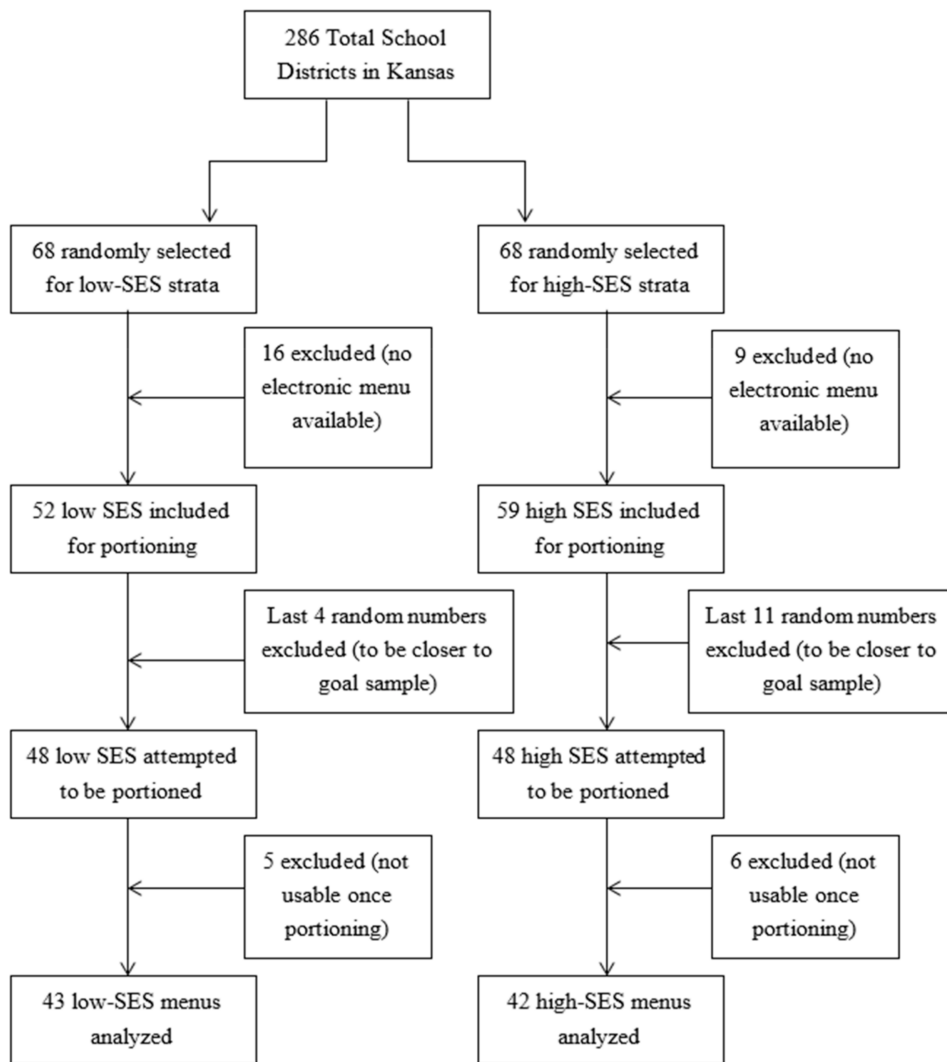 286 Total School
Districts in Kansas
68 randomly selected
for low-SES strata
68 randomly selected
for high-SES strata
16 excluded (no
electronic menu
available)
9 excluded (no
electronic menu
available)
52 low SES included
for portioning
59 high SES included
for portioning
Last 4 random numbers
excluded (to be closer to
goal sample)
Last 11 random numbers
excluded (to be closer to
goal sample)
48 low SES attempted
to be portioned
48 high SES attempted
to be portioned
5 excluded (not
usable once
portioning)
6 excluded (not
usable once
portioning)
43 low-SES menus
analyzed
42 high-SES menus
analyzed